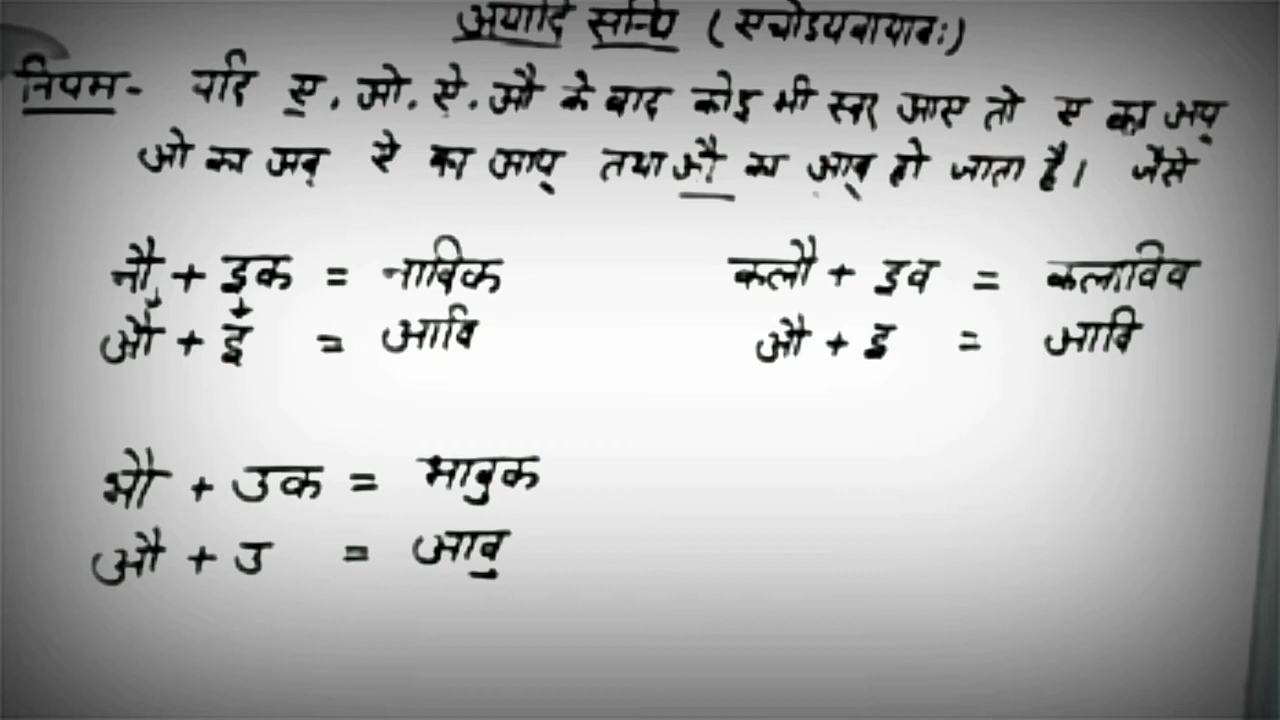 अयादि सन्धि (एचोऽयवायावः)
नियम- यदि ए, ओ, ऐ, औ के बाद कोई भी स्वर आए तो ए का अय्
ओ का अव् ऐ का आय् तथा औ का आव् हो जाता है। जैसे
नौ + इक = नाविक कलौ + इव = कलाविव
औ + इ = आवि औ + इ = आवि
भौ + उक = भावुक
औ + उ = आवु